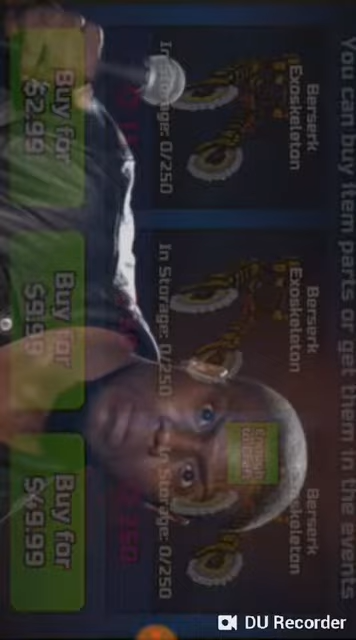 You can buy item parts or get them in the events
Berserk
Exoskeleton
In Storage: 0/250
Buy for
$2.99
Berserk
Exoskeleton
In Storage: 0/250
Buy for
Berserk
Exoskeleton
In Storage: 0/250
Buy for
$49.99
DU Recorder